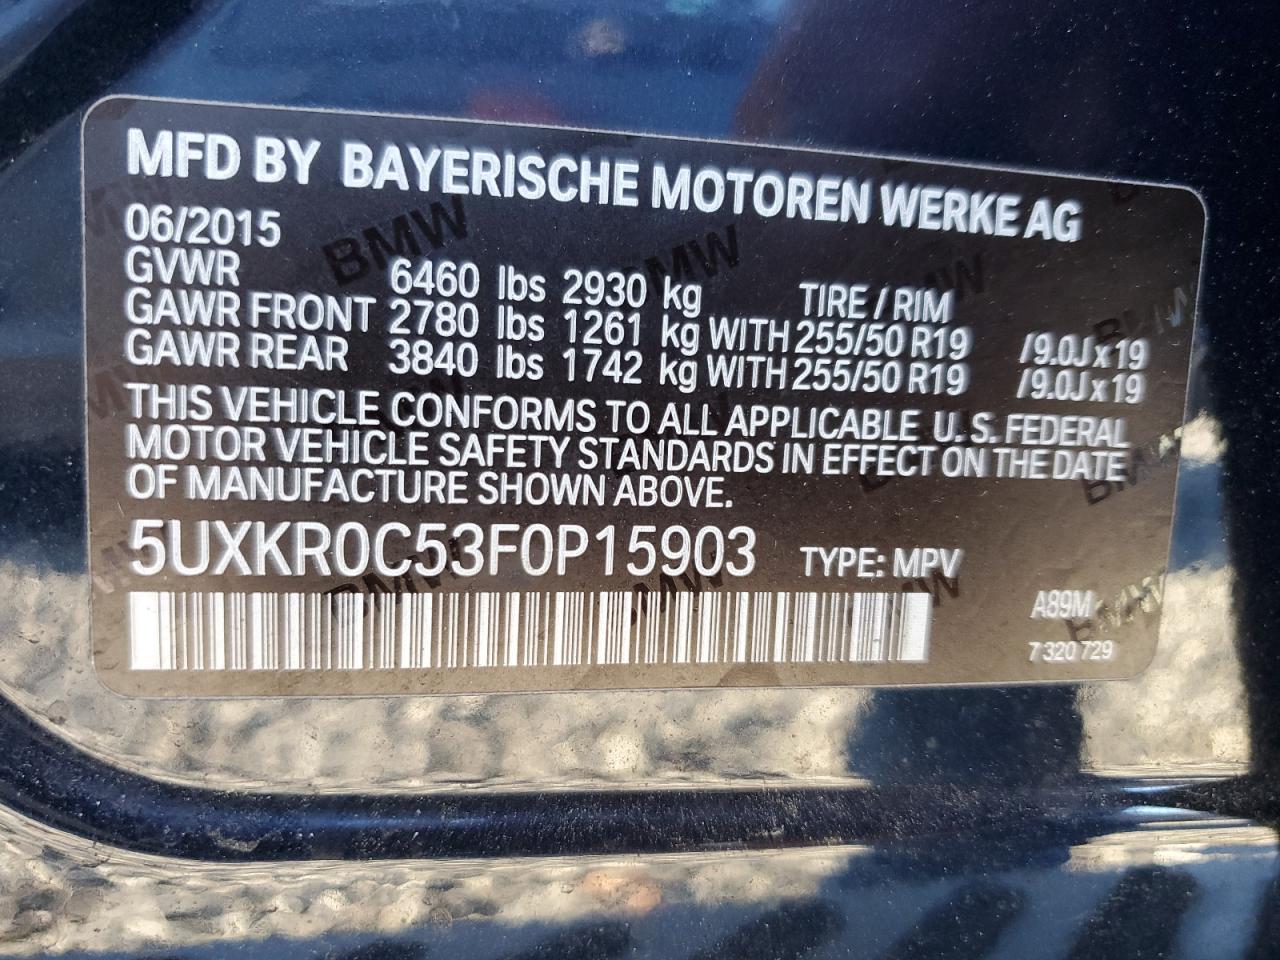 MFD BY BAYERISCHE MOTOREN WERKE AG
06/2015
GVWR 6460 lbs 2930 kg TIRE / RIM
GAWR FRONT 2780 lbs 1261 kg WITH 255/50 R19 /9.0J x 19
GAWR REAR 3840 lbs 1742 kg WITH 255/50 R19 /9.0J x 19
THIS VEHICLE CONFORMS TO ALL APPLICABLE U.S. FEDERAL
MOTOR VEHICLE SAFETY STANDARDS IN EFFECT ON THE DATE
OF MANUFACTURE SHOWN ABOVE.
5UXKR0C53F0P15903 TYPE: MPV
A89M
7 320 729